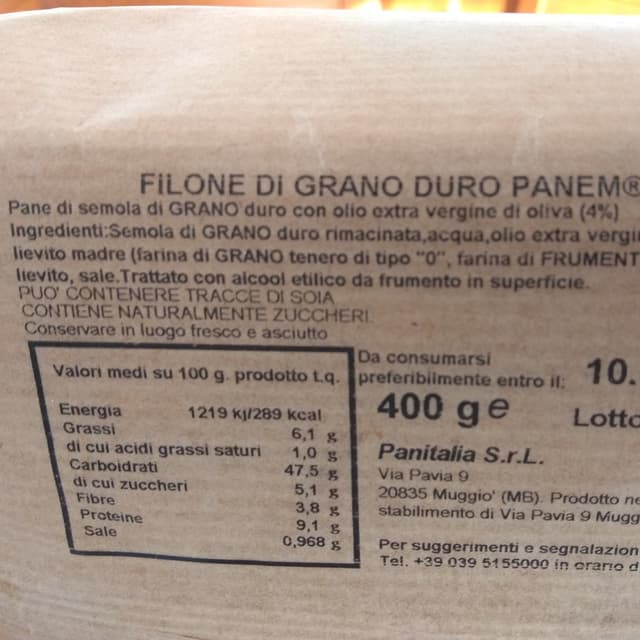 FiLONE Di GRANO DURO PANEM®
Pane di semola di GRANO duro con olio extra vergine di oliva (4%)
Ingredienti:Semola di GRANO duro rimacinata,acqua,olio extra vergi
lievito madre (farina di GRANO tenero di tipo "0", farina di FRUMENT
lievito, sale.Trattato con alcool etilico da frumento in superficie.
PUO' CONTENERE TRACCE DI SOIA
CONTIENE NATURALMENTE ZUCCHERI.
Conservare in luogo fresco e asciutto
Valori medi su 100 g. prodotto t.q.
Energia 1219 kj/289 kcal
Grassi 6,1 g
di cui acidi grassi saturi 1,0 g
Carboidrati 47,5 g
di cui zuccheri 5,1 g
Fibre 3,8 g
Proteine 9,1 g
Sale 0,968 g
Da consumarsi
preferibilmente entro il: 10.
400 g e Lotto
Panitalia S.r.L.
Via Pavia 9
20835 Muggio' (MB). Prodotto ne
stabilimento di Via Pavia 9 Mugg
Per suggerimenti e segnalazion
Tel. +39 039 5155000 in orario d